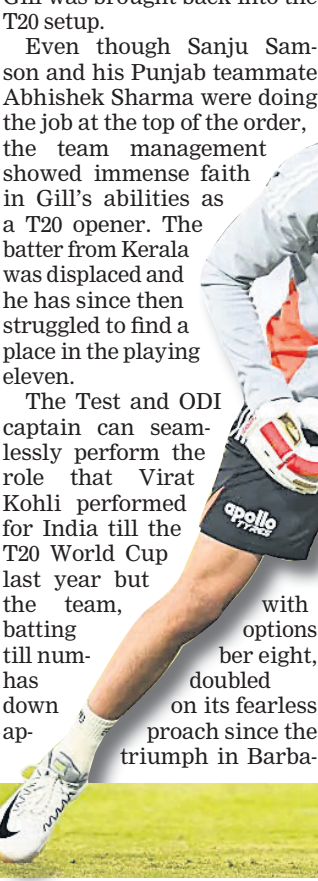 Gill was brought back into the
T20 setup.
Even though Sanju Sam-
son and his Punjab teammate
Abhishek Sharma were doing
the job at the top of the order,
the team management
showed immense faith
in Gill's abilities as
a T20 opener. The
batter from Kerala
was displaced and
he has since then
struggled to find a
place in the playing
eleven.
The Test and ODI
captain can seam-
lessly perform the
role that Virat
Kohli performed
for India till the
T20 World Cup
last year but
the team, with
batting options
till num- ber eight,
has doubled
down on its fearless
ap- proach since the
triumph in Barba-
apollo
TYRES